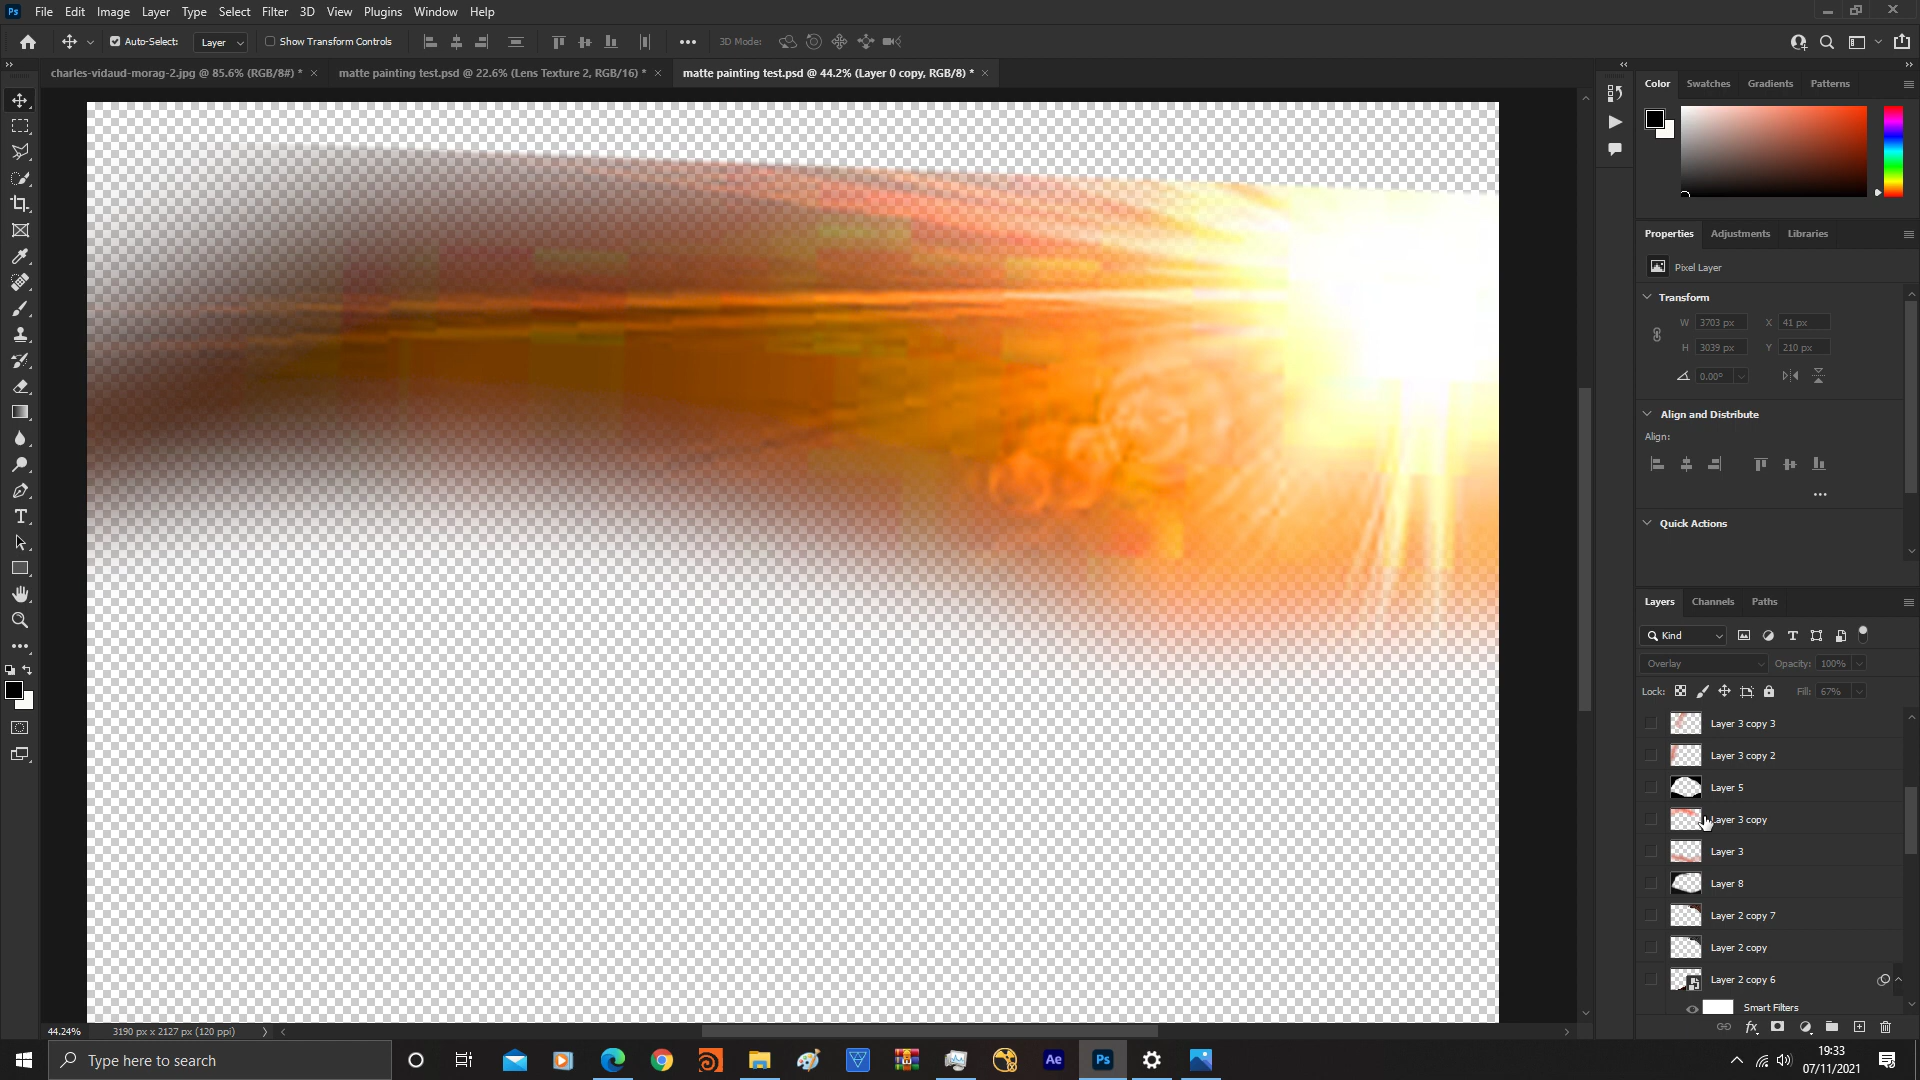 Ps File Edit Image Layer Type Select Filter 3D View Plugins Window Help
Auto-Select: Layer Show Transform Controls 3D Mode:
charles-vidaud-morag-2.jpg @ 85.6% (RGB/8#) * matte painting test.psd @ 22.6% (Lens Texture 2, RGB/16) * matte painting test.psd @ 44.2% (Layer 0 copy, RGB/8) *
Color Swatches Gradients Patterns
Properties Adjustments Libraries
Pixel Layer
Transform
W 3703 px X 41 px
H 3039 px Y 210 px
0.00°
Align and Distribute
Align:
Quick Actions
Layers Channels Paths
Kind
Overlay Opacity: 100%
Lock: Fill: 67%
Layer 3 copy 3
Layer 3 copy 2
Layer 5
Layer 3 copy
Layer 3
Layer 8
Layer 2 copy 7
Layer 2 copy
Layer 2 copy 6
Smart Filters
fx
44.24% 3190 px x 2127 px (120 ppi)
Type here to search
Ae Ps
19:33
07/11/2021